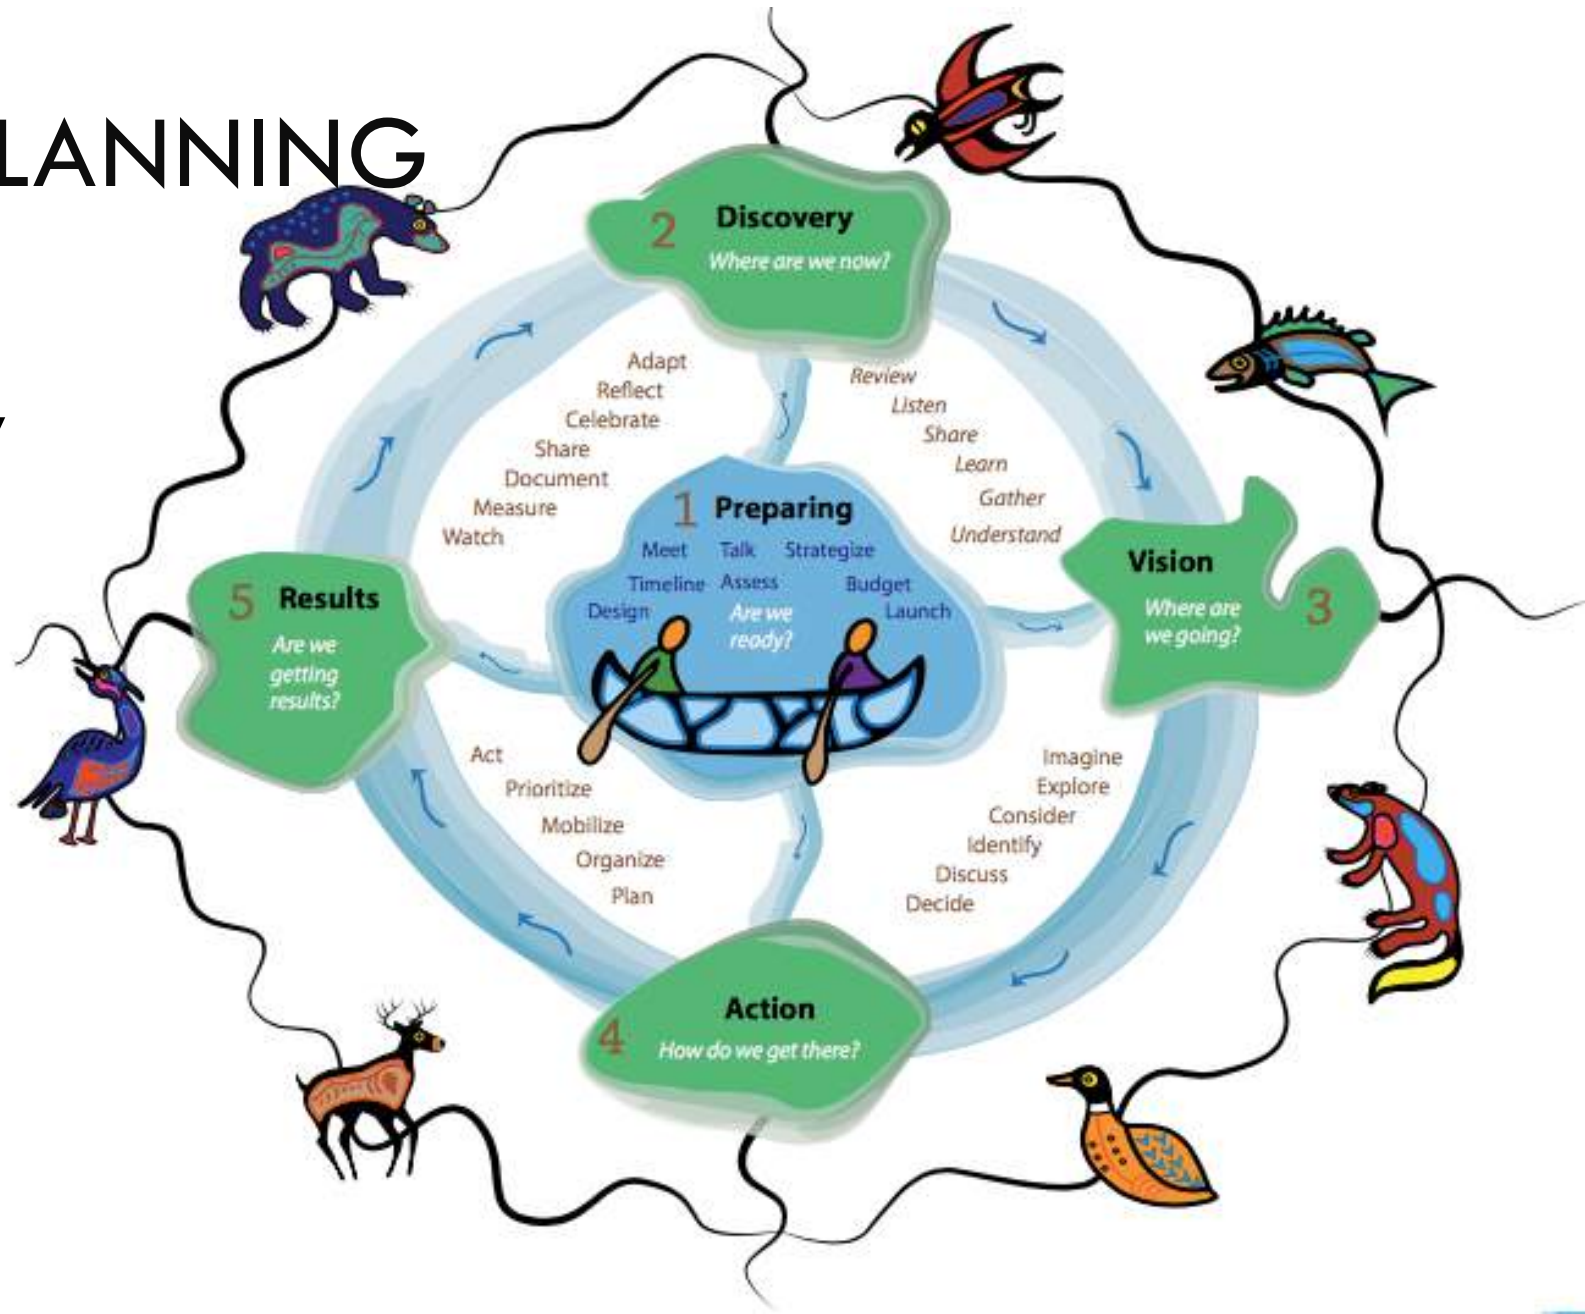 LANNING
2
Discovery
Where are we now?
Adapt
Reflect
Celebrate
Share
Document
Measure
Watch
Review
Listen
Share
Learn
Gather
Understand
1 Preparing
Meet Talk Strategize
Timeline Assess Budget
Design Are we Launch
ready?
Vision
Where are
we going?
3
5 Results
Are we
getting
results?
Act
Prioritize
Mobilize
Organize
Plan
Imagine
Explore
Consider
Identify
Discuss
Decide
Action
4
How do we get there?